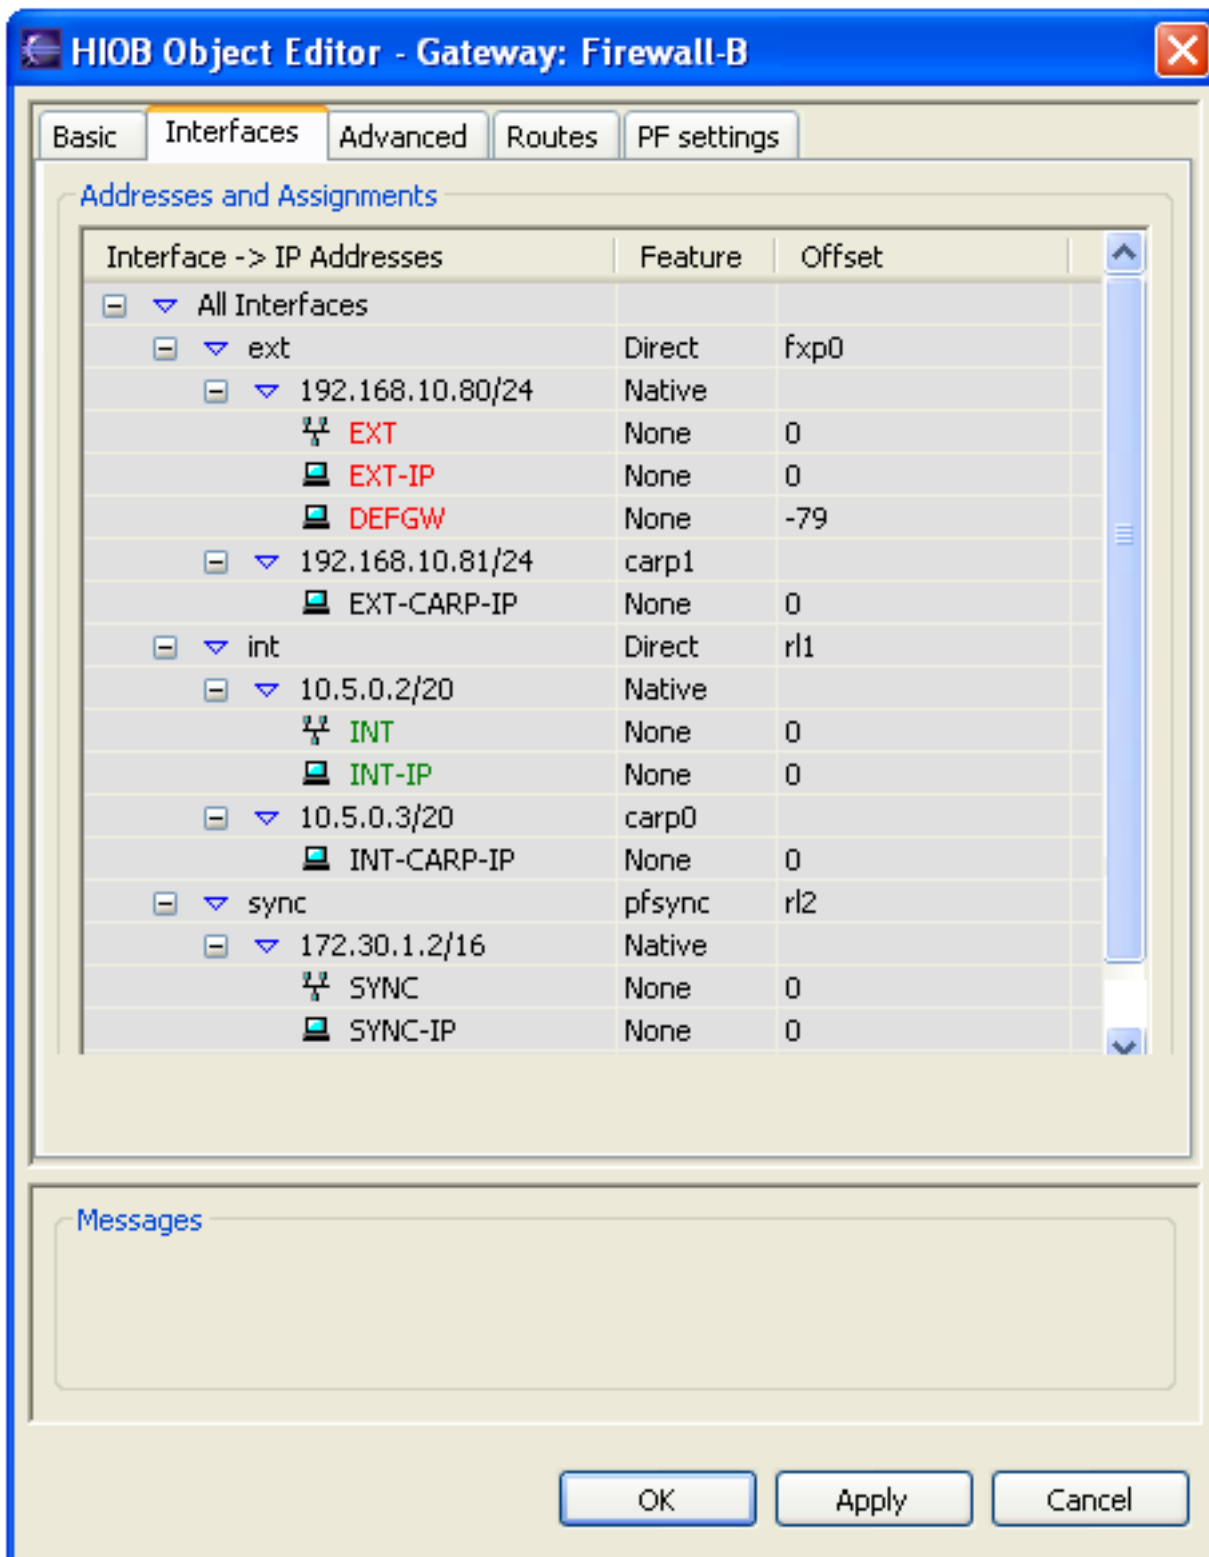 HIOB Object Editor - Gateway: Firewall-B
Basic Interfaces Advanced Routes PF settings
Addresses and Assignments
Interface -> IP Addresses Feature Offset
All Interfaces
ext Direct fxp0
192.168.10.80/24 Native
EXT None 0
EXT-IP None 0
DEFGW None -79
192.168.10.81/24 carp1
EXT-CARP-IP None 0
int Direct rl1
10.5.0.2/20 Native
INT None 0
INT-IP None 0
10.5.0.3/20 carp0
INT-CARP-IP None 0
sync pfsync rl2
172.30.1.2/16 Native
SYNC None 0
SYNC-IP None 0
Messages
OK Apply Cancel